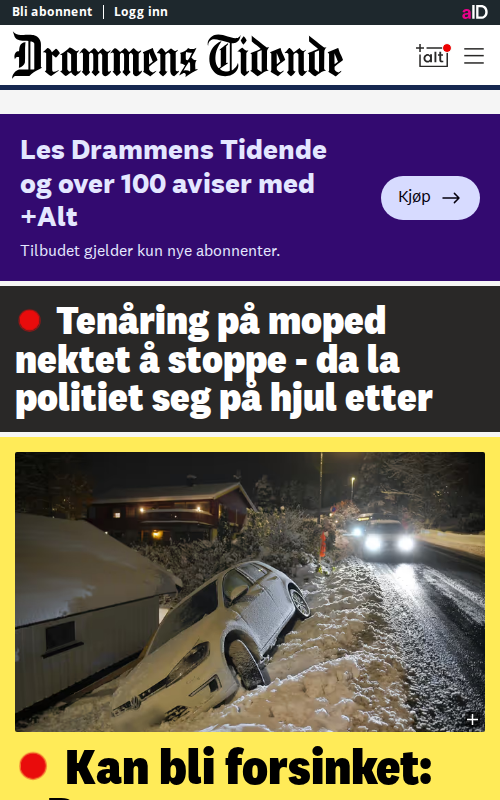 Bli abonnent | Logg inn
aID
Drammens Tidende
+alt
Les Drammens Tidende
og over 100 aviser med
+Alt
Kjøp →
Tilbudet gjelder kun nye abonnenter.
Tenåring på moped
nektet å stoppe - da la
politiet seg på hjul etter
Kan bli forsinket: